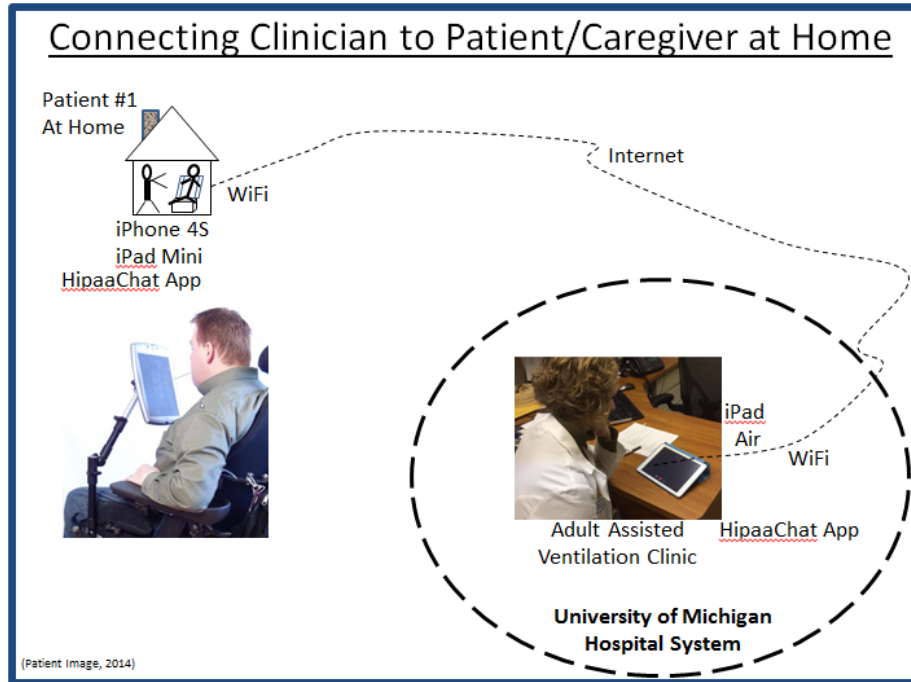 Connecting Clinician to Patient/Caregiver at Home
Patient #1
At Home
WiFi
Internet
iPhone 4S
iPad Mini
HipaaChat App
iPad
Air
WiFi
Adult Assisted
Ventilation Clinic
HipaaChat App
University of Michigan
Hospital System
(Patient Image, 2014)